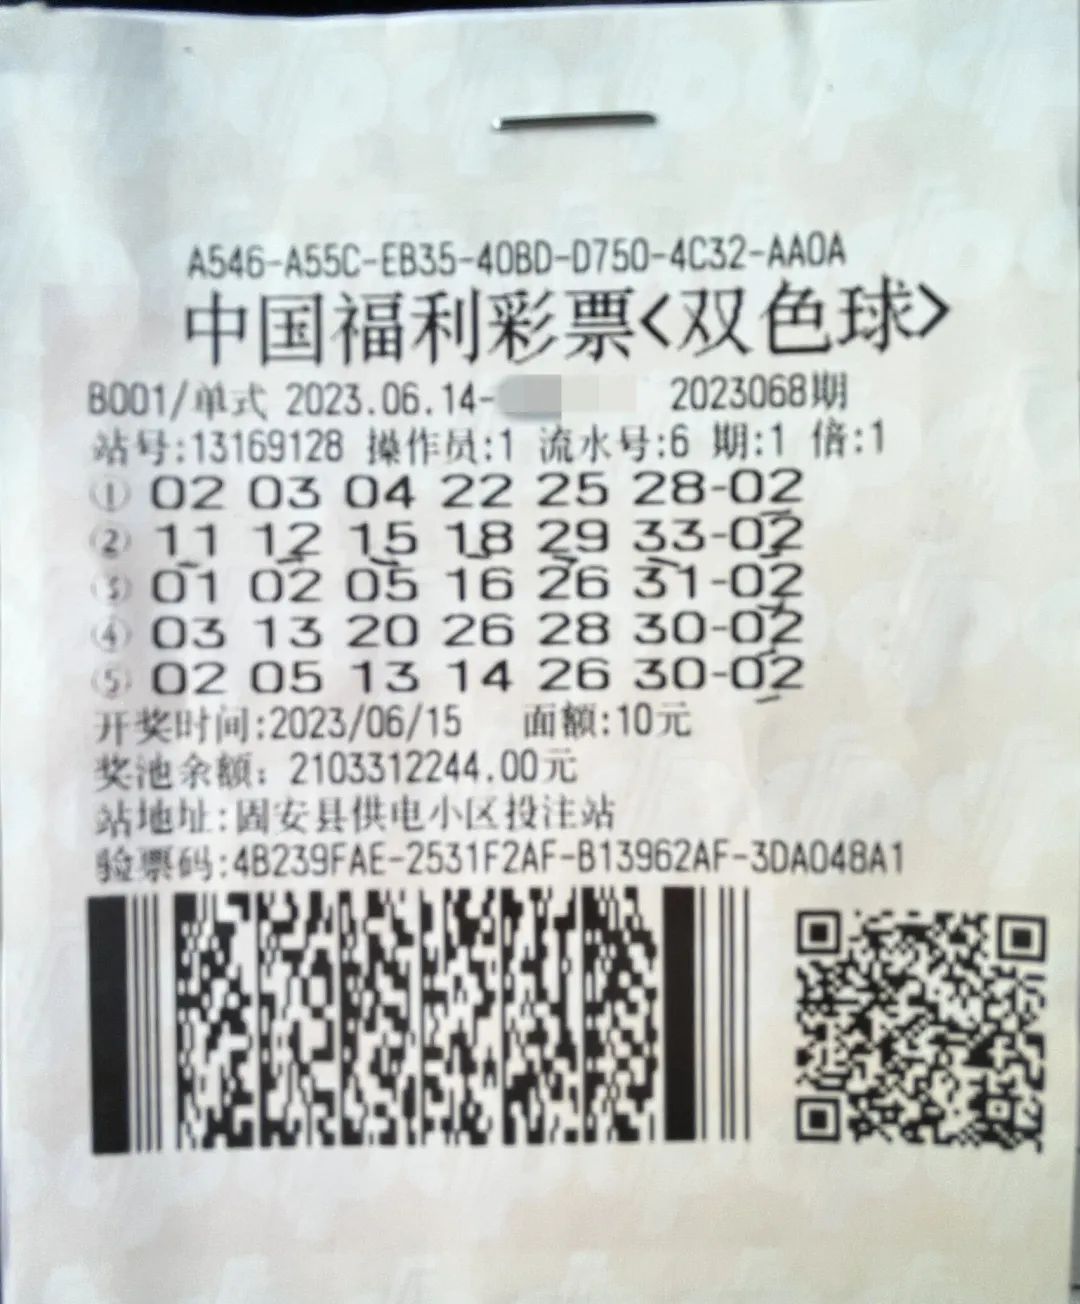 A546-A55C-EB35-40BD-D750-4C32-AA0A
中国福利彩票<双色球>
B001/单式 2023.06.14- 2023068期
站号:13169128 操作员:1 流水号:6 期:1 倍:1
① 02 03 04 22 25 28-02
② 11 12 15 18 29 33-02
③ 01 02 05 16 26 31-02
④ 03 13 20 26 28 30-02
⑤ 02 05 13 14 26 30-02
开奖时间:2023/06/15 面额:10元
奖池余额: 2103312244.00元
站地址:固安县供电小区投注站
验票码:4B239FAE-2531F2AF-B13962AF-3DA048A1